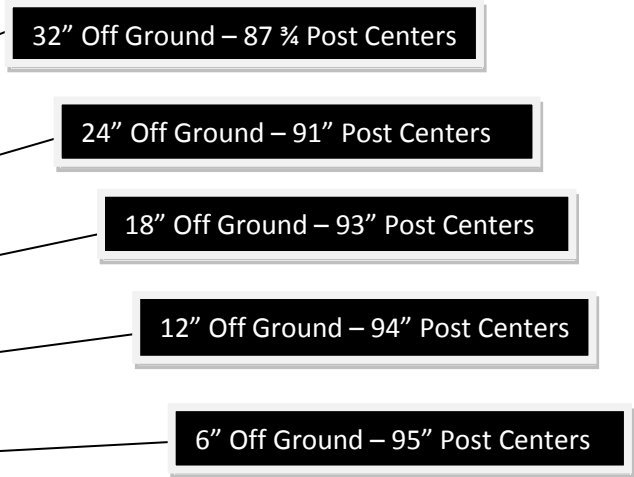 32” Off Ground – 87 ¾ Post Centers
24” Off Ground – 91” Post Centers
18” Off Ground – 93” Post Centers
12” Off Ground – 94” Post Centers
6” Off Ground – 95” Post Centers